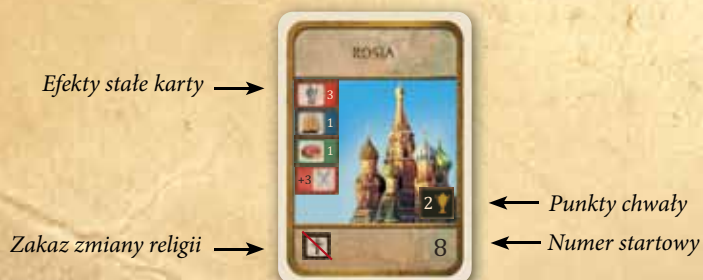 ROSJA
Efekty stałe karty
3
1
1
+3
2
Punkty chwały
Zakaz zmiany religii
8
Numer startowy